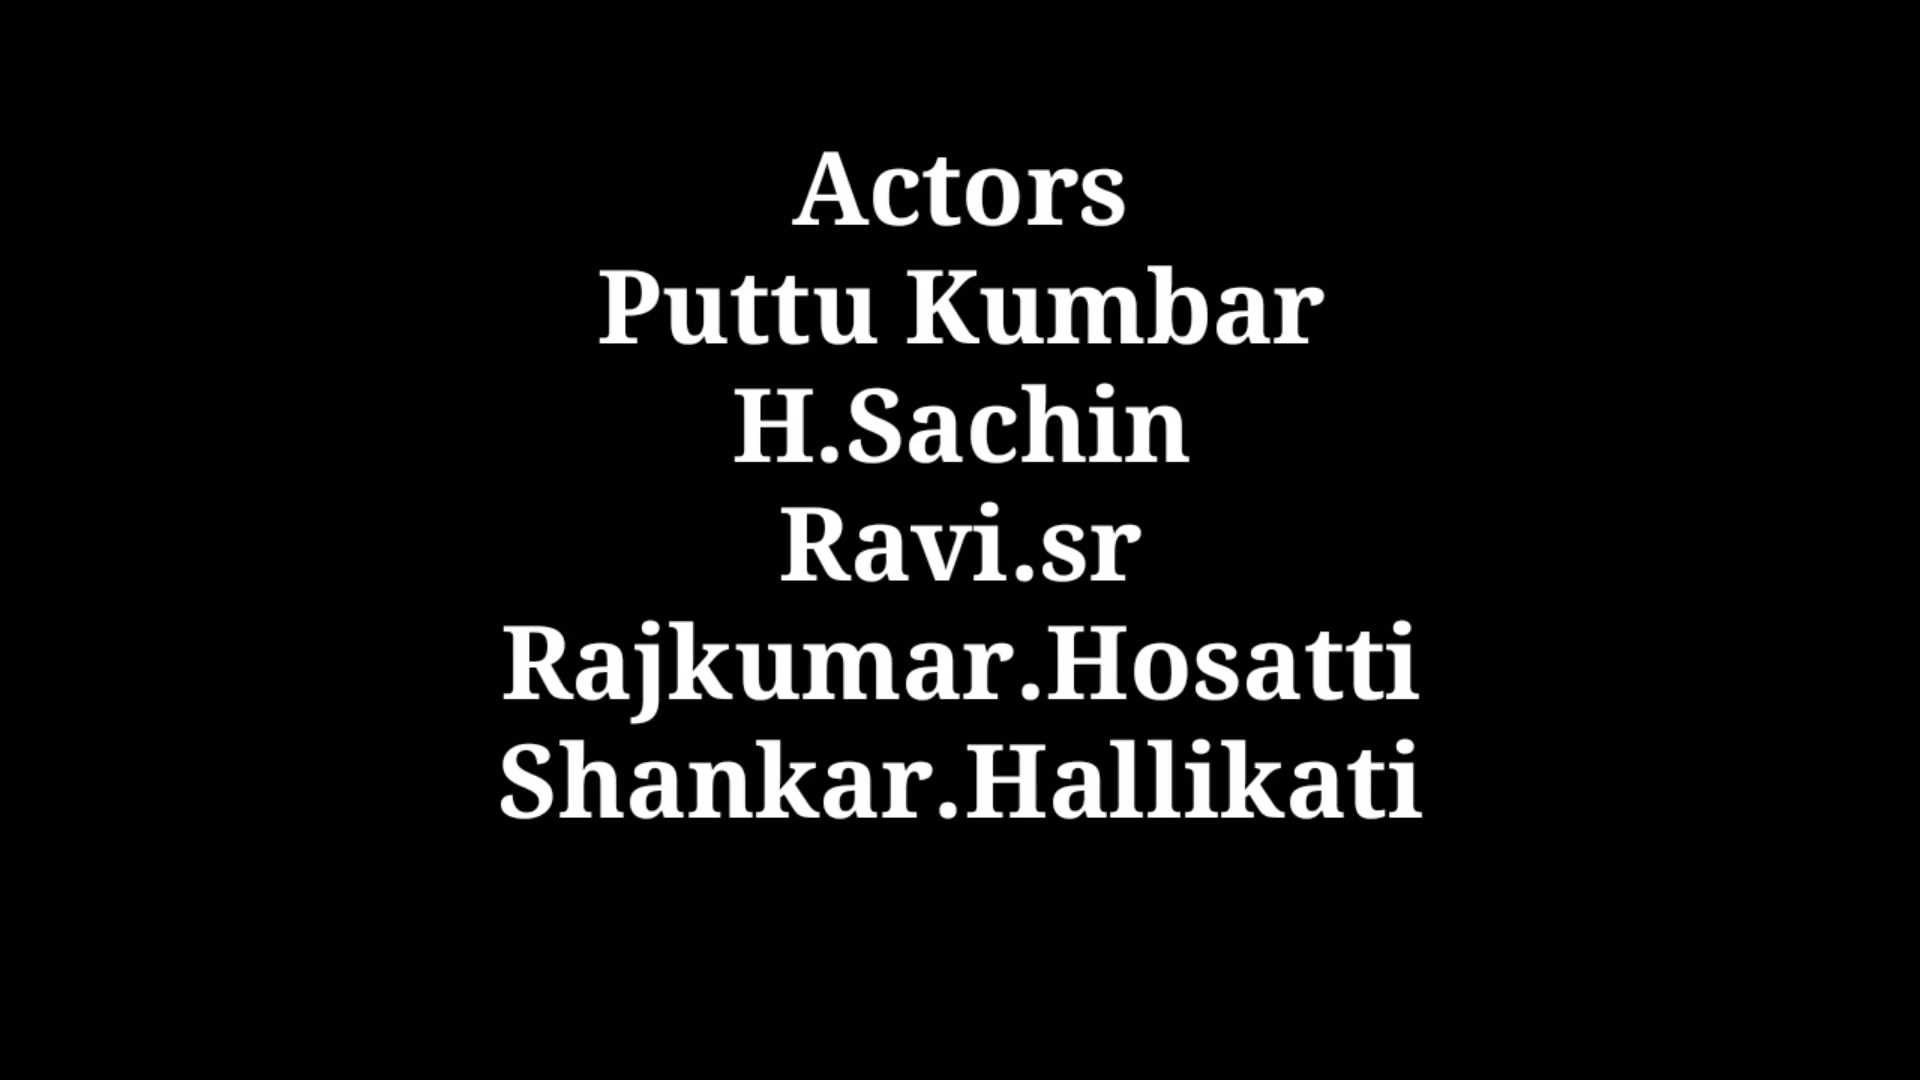 Actors
Puttu Kumbar
H.Sachin
Ravi.sr
Rajkumar.Hosatti
Shankar.Hallikati